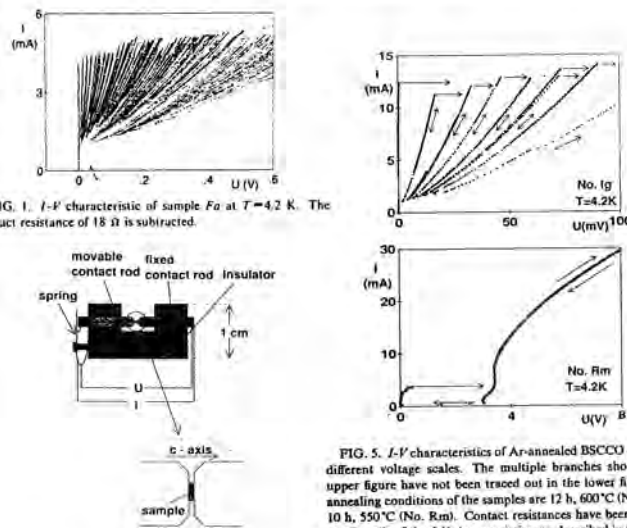 I
(mA)
6
3
0
0
.2
.4
.6
U (V)
FIG. 1. I-V characteristic of sample Fa at T=4.2 K. The
resistance of 18 Ω is subtracted.
movable
contact rod
fixed
contact rod
insulator
spring
1 cm
U
I
c - axis
sample
I
(mA)
15
10
5
0
0
50
U(mV)
100
No. Ig
T=4.2K
I
(mA)
30
20
10
0
0
4
U(V)
8
No. Rm
T=4.2K
FIG. 5. I-V characteristics of Ar-annealed BSCCO
different voltage scales. The multiple branches
upper figure have not been traced out in the lower
annealing conditions of the samples are 12 h, 600°C
10 h, 550°C (No. Rm). Contact resistances have been